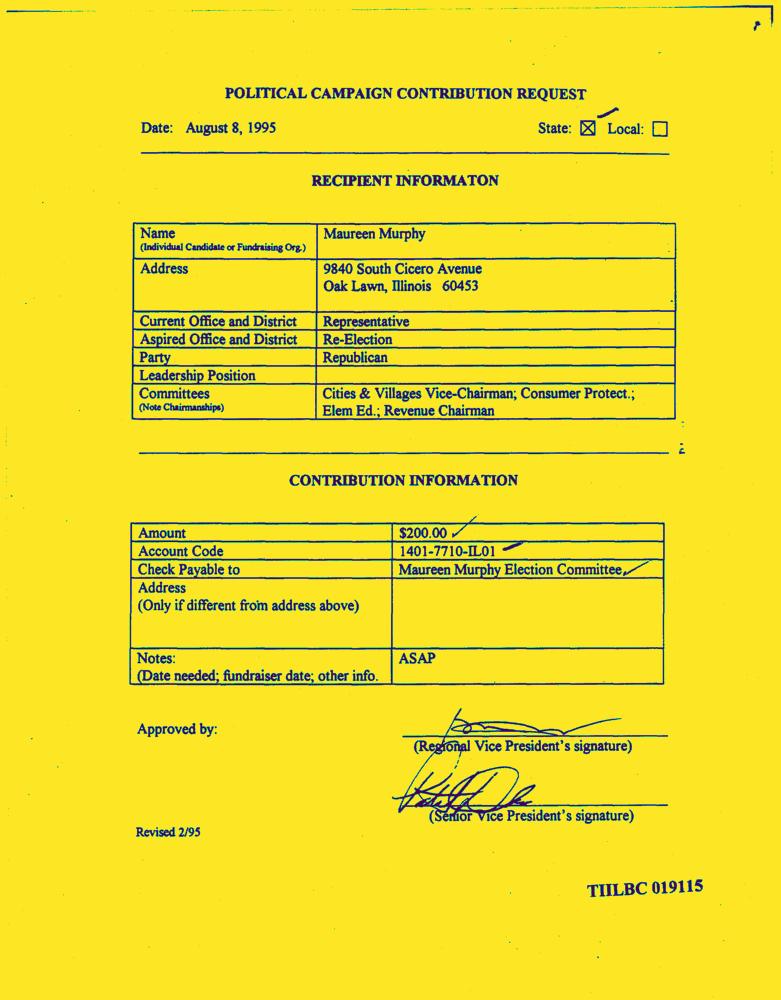 POLITICAL CAMPAIGN CONTRIBUTION REQUEST
Date: August 8, 1995 State: ☒ Local: ☐
RECIPIENT INFORMATON
Name Maureen Murphy
(Individual Candidate or Fundraising Org.)
Address 9840 South Cicero Avenue
Oak Lawn, Illinois 60453
Current Office and District Representative
Aspired Office and District Re-Election
Party Republican
Leadership Position
Committees Cities & Villages Vice-Chairman; Consumer Protect.;
(Note Chairmanships) Elem Ed.; Revenue Chairman
CONTRIBUTION INFORMATION
Amount $200.00
Account Code 1401-7710-IL01
Check Payable to Maureen Murphy Election Committee
Address
(Only if different from address above)
Notes: ASAP
(Date needed; fundraiser date; other info.
Approved by:
(Regional Vice President's signature)
(Senior Vice President's signature)
Revised 2/95
TIILBC 019115